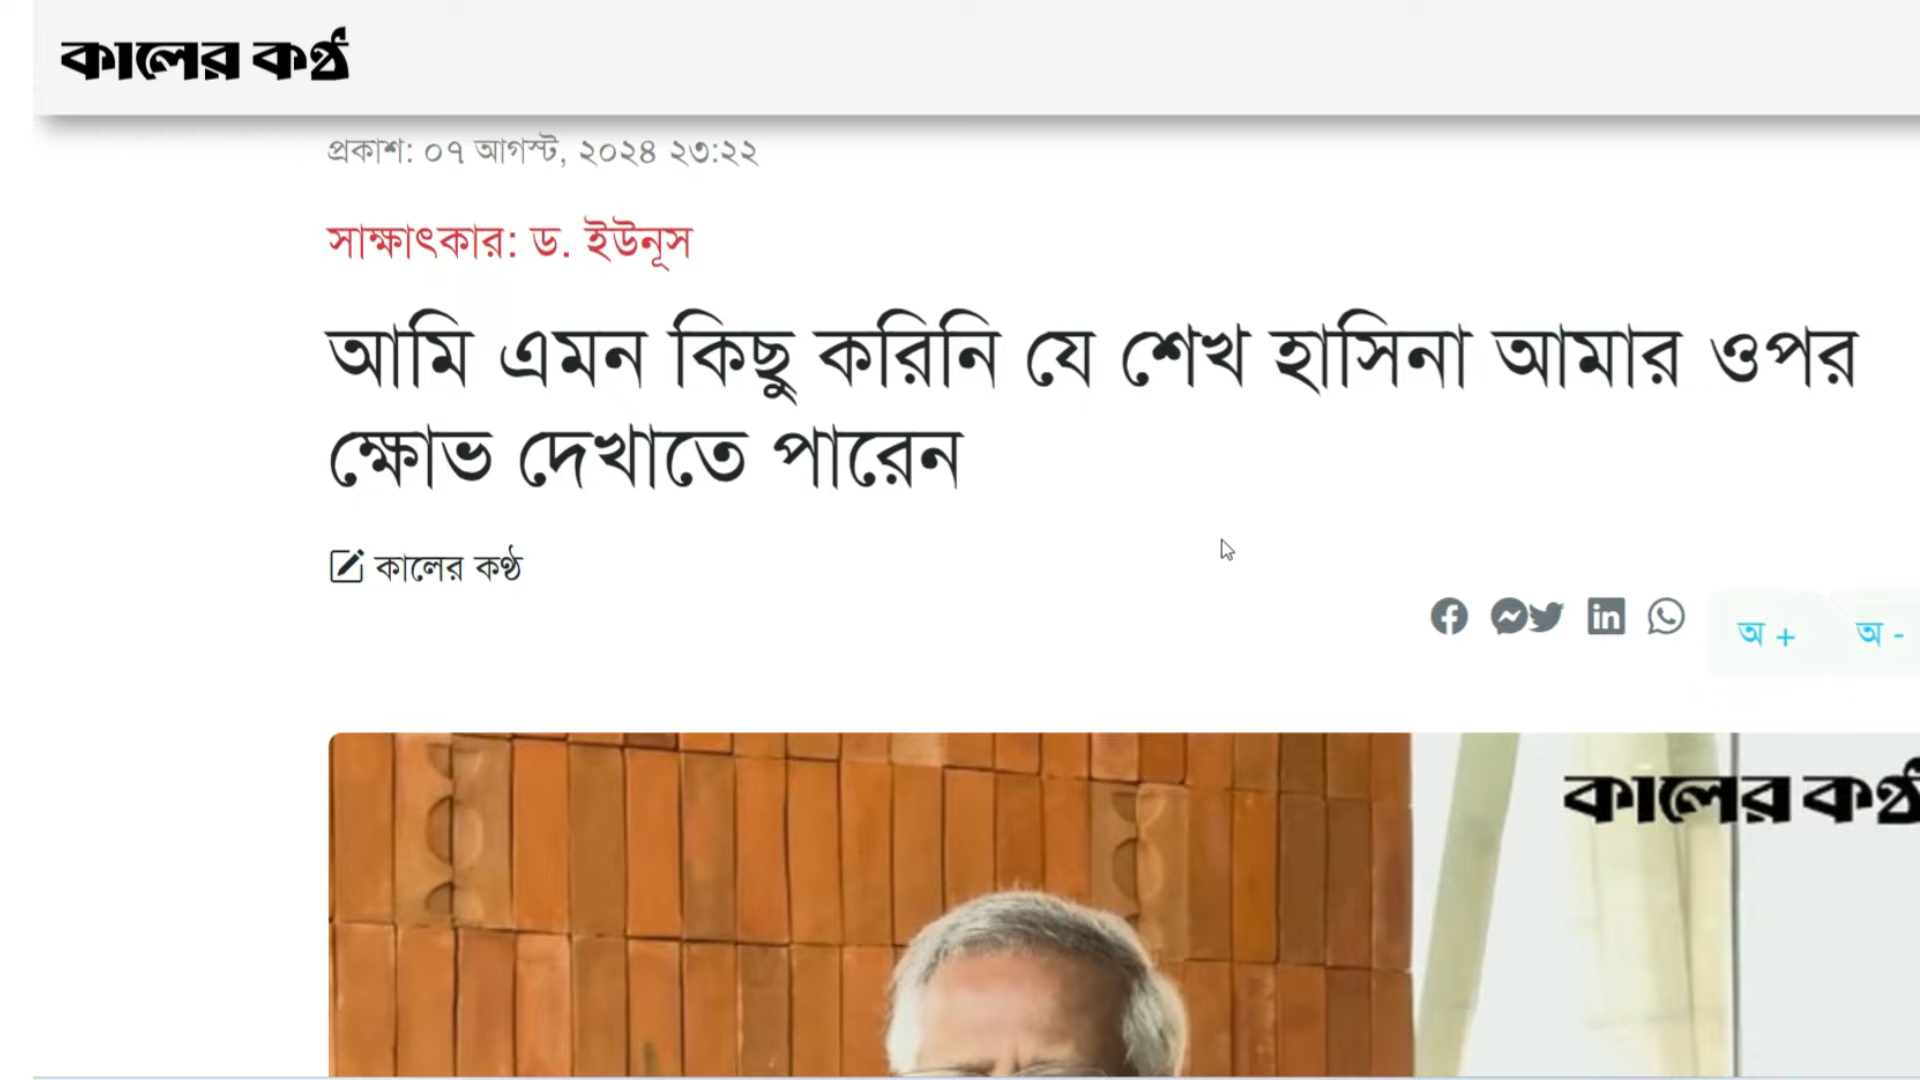 কালের কণ্ঠ
প্রকাশ: ০৭ আগস্ট, ২০২৪ ২৩:২২
সাক্ষাৎকার: ড. ইউনূস
আমি এমন কিছু করিনি যে শেখ হাসিনা আমার ওপর
ক্ষোভ দেখাতে পারেন
কালের কণ্ঠ
অ + অ -
কালের কণ্ঠ